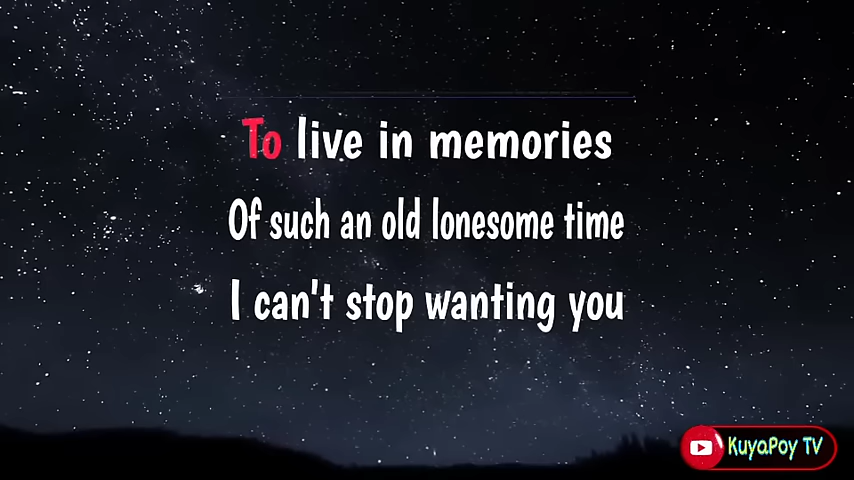 To live in memories
Of such an old lonesome time
I can't stop wanting you
KuyaPoy TV